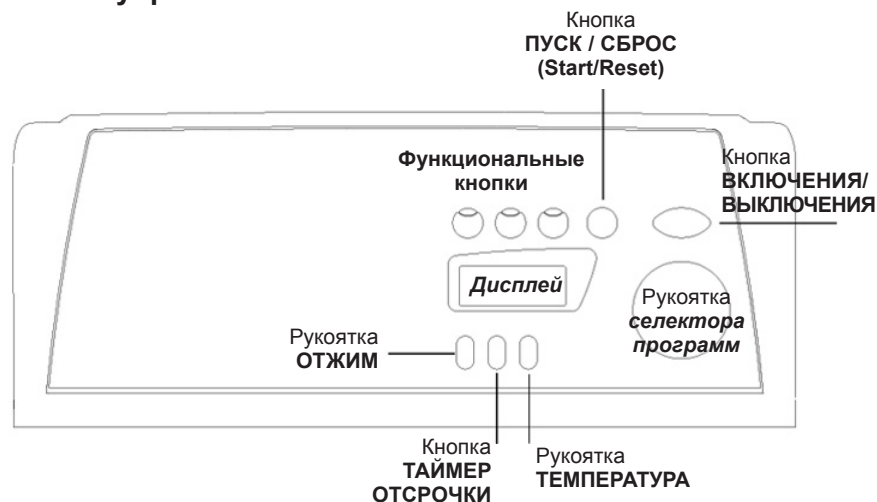 Кнопка
ПУСК / СБРОС
(Start/Reset)
Функциональные
кнопки
Кнопка
ВКЛЮЧЕНИЯ/
ВЫКЛЮЧЕНИЯ
Дисплей
Рукоятка
селектора
программ
Рукоятка
ОТЖИМ
Кнопка
ТАЙМЕР
ОТСРОЧКИ
Рукоятка
ТЕМПЕРАТУРА